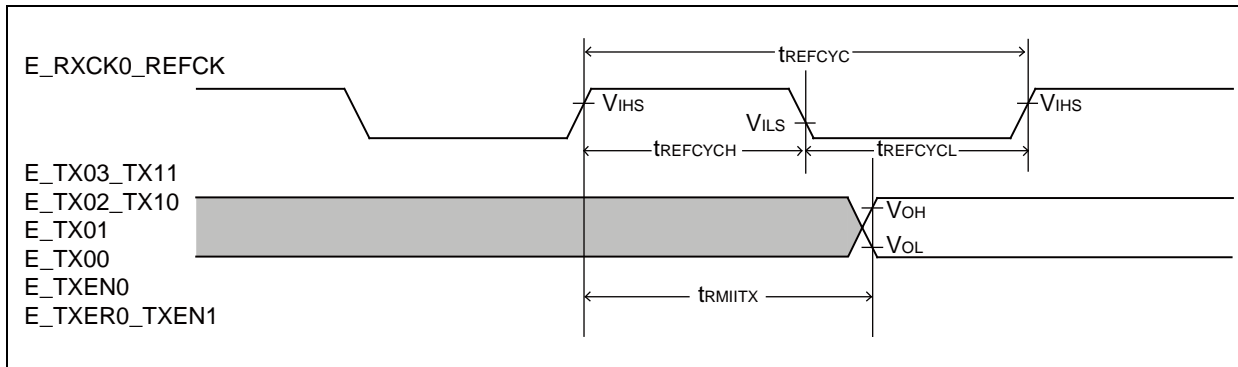 tREFCYC
E_RXCK0_REFCK
VIHS
VIHS
VILS
tREFCYCH
tREFCYCL
E_TX03_TX11
E_TX02_TX10
VOH
E_TX01
VOL
E_TX00
E_TXEN0
tRMIITX
E_TXER0_TXEN1